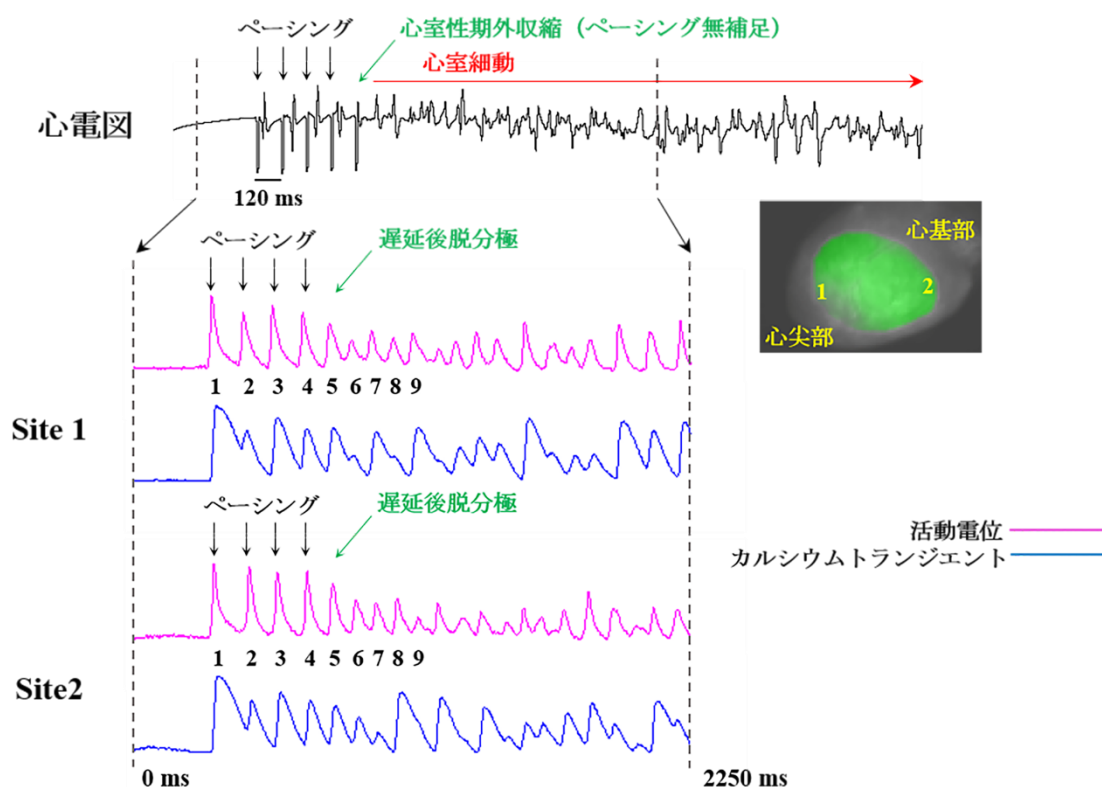 ペーシング
心室性期外収縮（ペーシング無補足）
心室細動
心電図
120 ms
ペーシング
遅延後脱分極
心基部
1
2
心尖部
1 2 3 4 5 6 7 8 9
Site 1
ペーシング
遅延後脱分極
活動電位
カルシウムトランジェント
1 2 3 4 5 6 7 8 9
Site2
0 ms
2250 ms